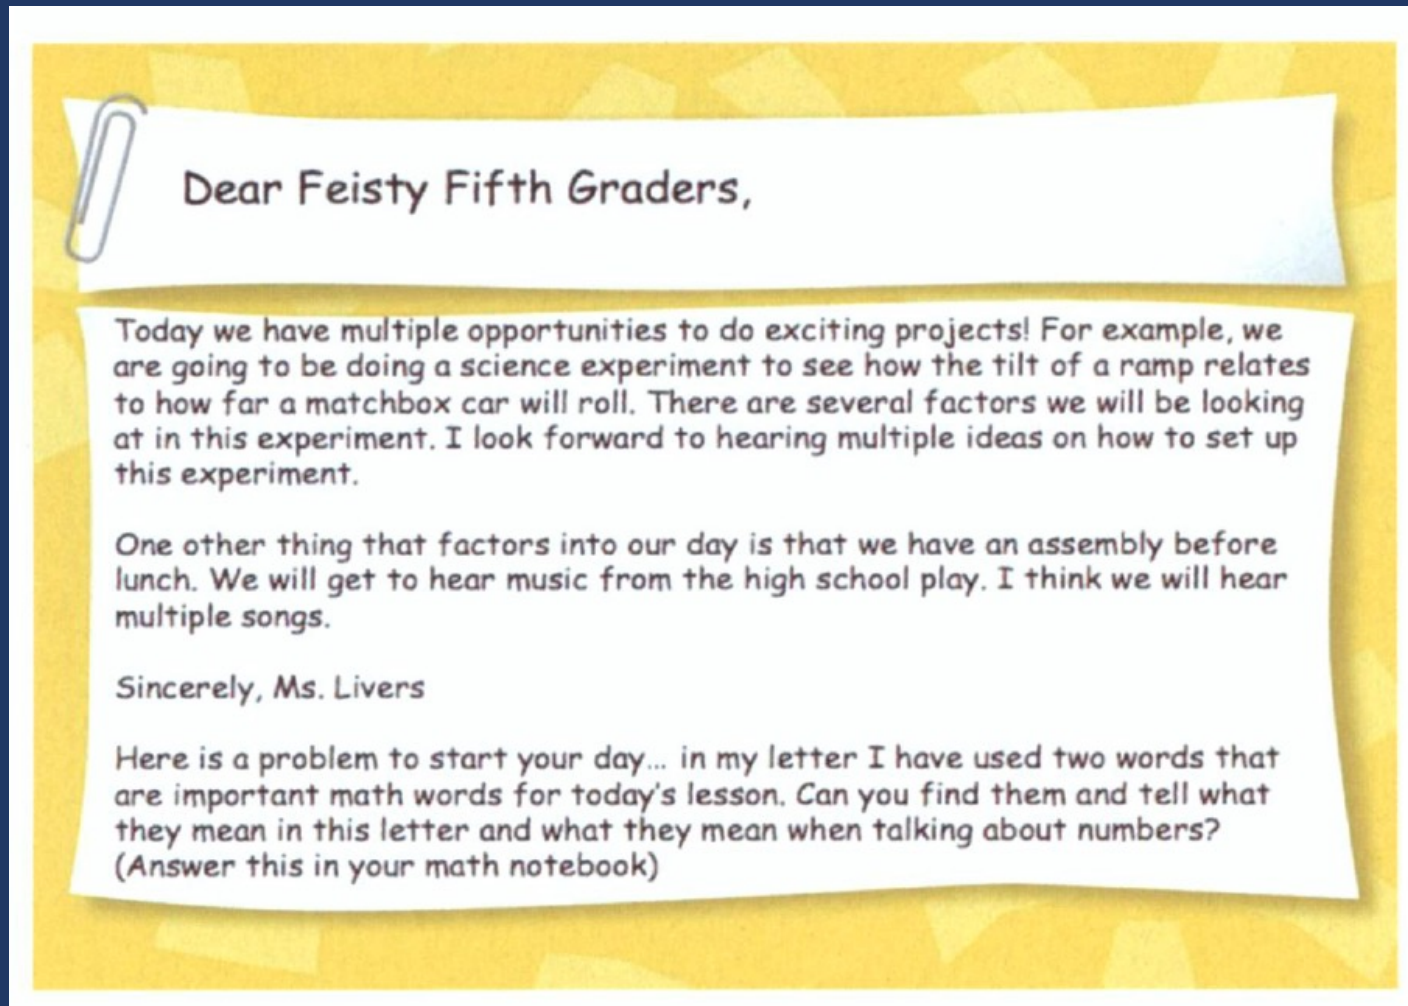 Dear Feisty Fifth Graders,
Today we have multiple opportunities to do exciting projects! For example, we
are going to be doing a science experiment to see how the tilt of a ramp relates
to how far a matchbox car will roll. There are several factors we will be looking
at in this experiment. I look forward to hearing multiple ideas on how to set up
this experiment.
One other thing that factors into our day is that we have an assembly before
lunch. We will get to hear music from the high school play. I think we will hear
multiple songs.
Sincerely, Ms. Livers
Here is a problem to start your day... in my letter I have used two words that
are important math words for today's lesson. Can you find them and tell what
they mean in this letter and what they mean when talking about numbers?
(Answer this in your math notebook)